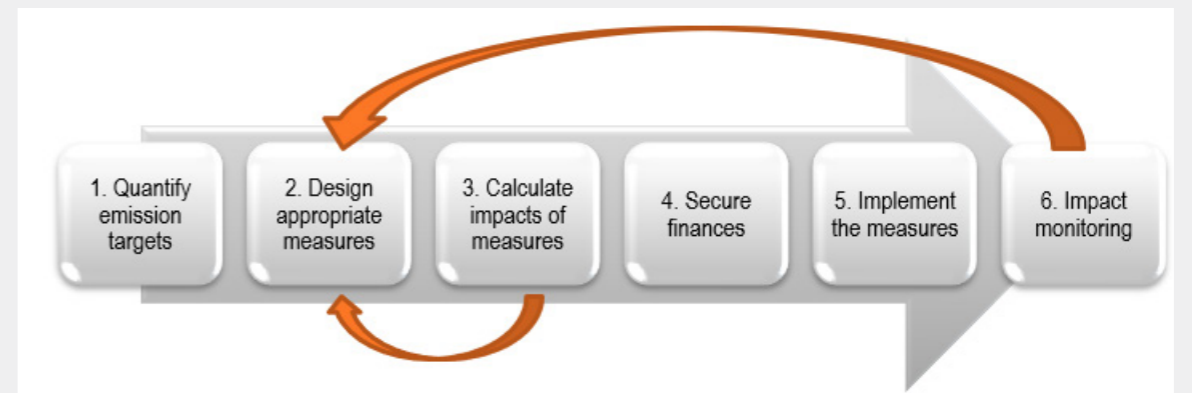 1. Quantify
emission
targets
2. Design
appropriate
measures
3. Calculate
impacts of
measures
4. Secure
finances
5. Implement
the measures
6. Impact
monitoring